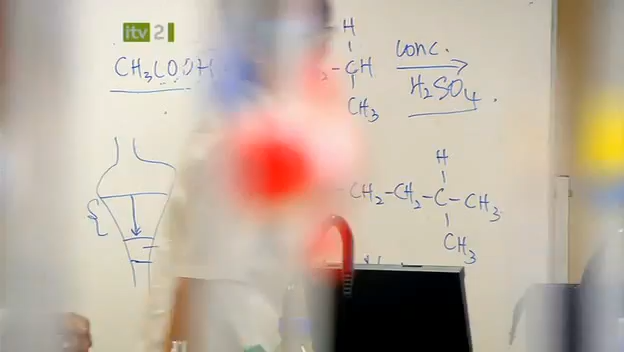 itv 2
H
CH3COOH
CH
conc.
H2SO4.
CH3
H
CH2-CH2-C-CH3
CH3